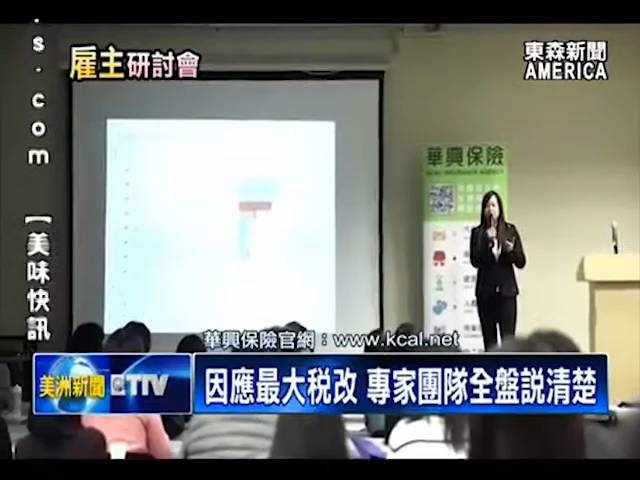 s.com
【美味快訊
雇主研討會
東森新聞
AMERICA
華興保險
華興保險官網：www.kcal.net
美洲新聞
ETTV
因應最大税改 專家團隊全盤説清楚